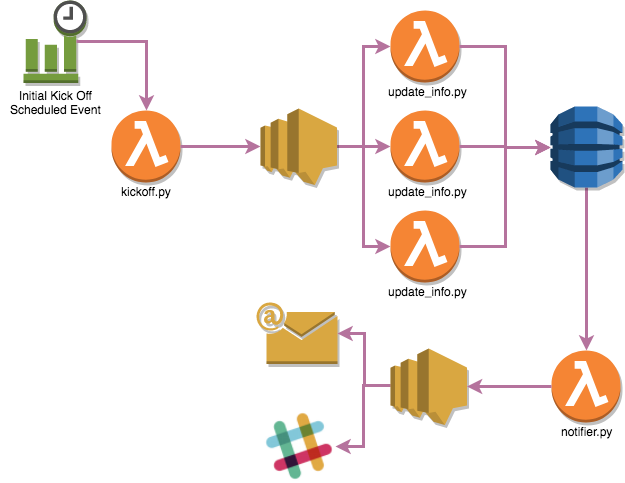 Initial Kick Off
Scheduled Event
kickoff.py
update_info.py
update_info.py
update_info.py
notifier.py